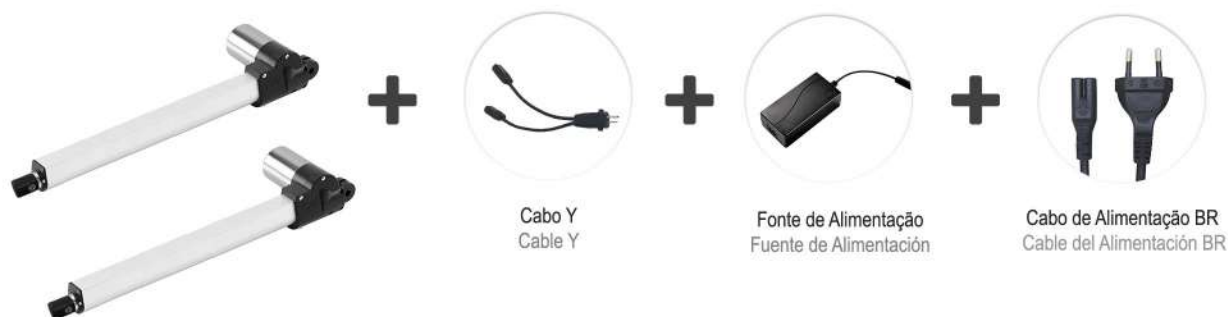 Cabo Y
Cable Y
Fonte de Alimentação
Fuente de Alimentación
Cabo de Alimentação BR
Cable del Alimentación BR